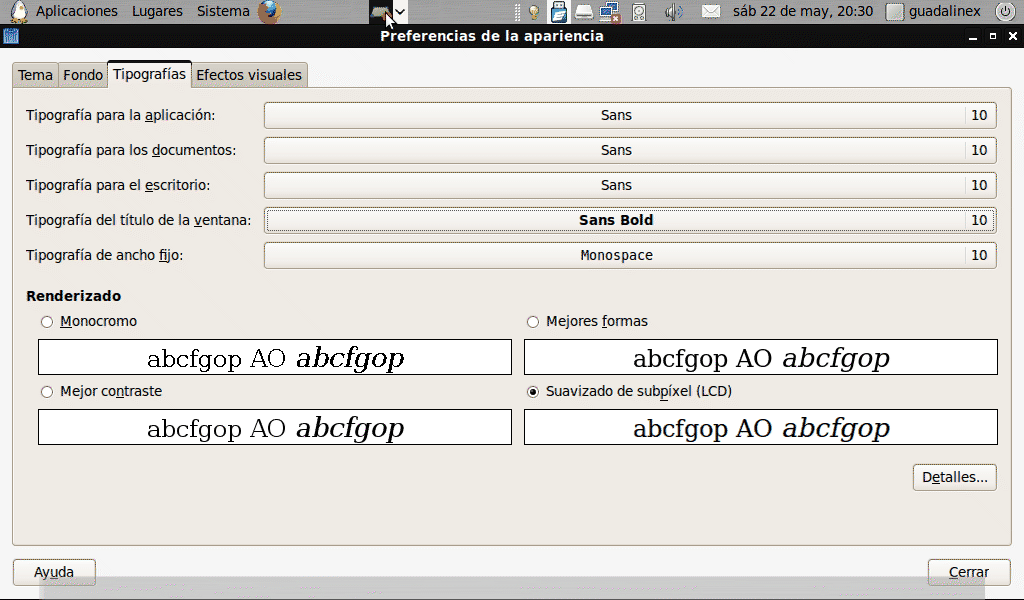 Aplicaciones Lugares Sistema sáb 22 de may, 20:30 guadalinex
Preferencias de la apariencia
Tema Fondo Tipografías Efectos visuales
Tipografía para la aplicación: Sans 10
Tipografía para los documentos: Sans 10
Tipografía para el escritorio: Sans 10
Tipografía del título de la ventana: Sans Bold 10
Tipografía de ancho fijo: Monospace 10
Renderizado
Monocromo Mejores formas
abcfgop AO abcfgop abcfgop AO abcfgop
Mejor contraste Suavizado de subpíxel (LCD)
abcfgop AO abcfgop abcfgop AO abcfgop
Detalles...
Ayuda Cerrar